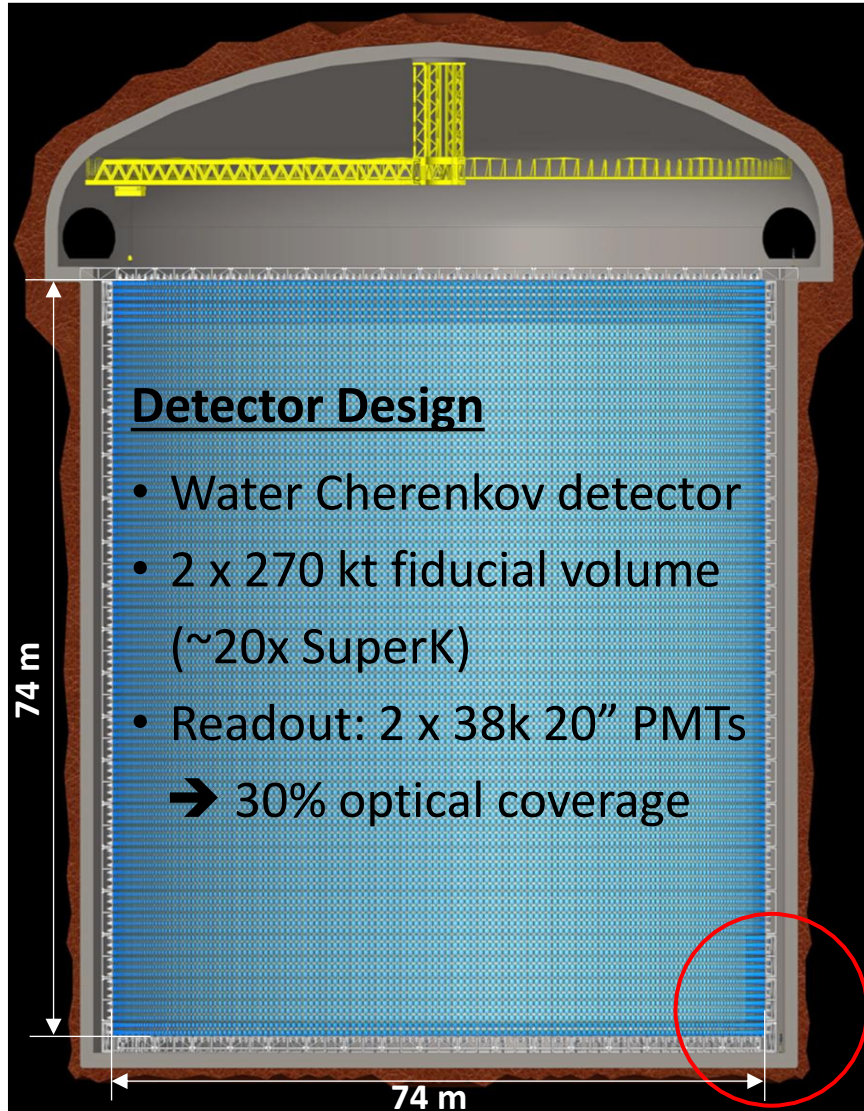 Detector Design
• Water Cherenkov detector
• 2 x 270 kt fiducial volume
(~20x SuperK)
• Readout: 2 x 38k 20” PMTs
➔ 30% optical coverage
74 m
74 m